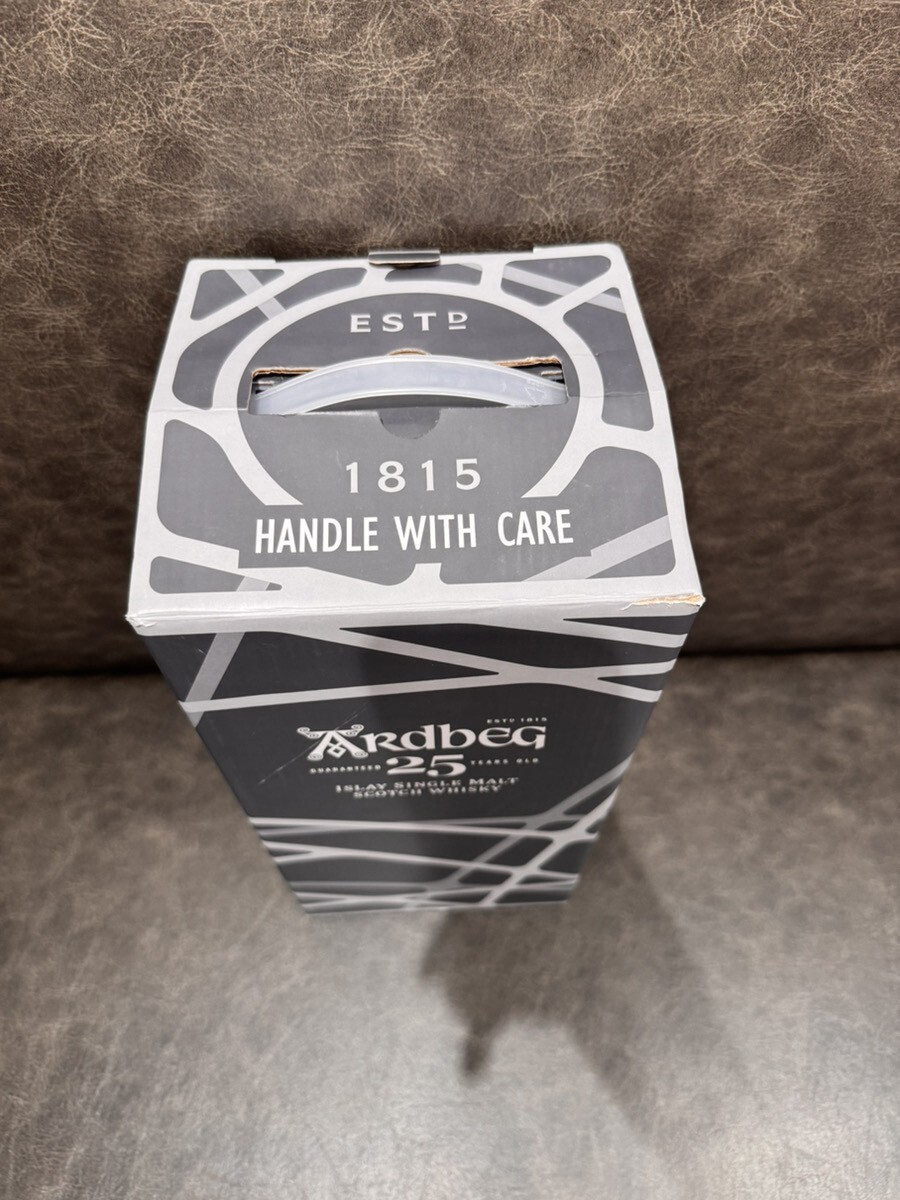 ESTD
1815
HANDLE WITH CARE
ESTD 1815
ARDBEG
GUARANTEED 25 YEARS OLD
ISLAY SINGLE MALT
SCOTCH WHISKY